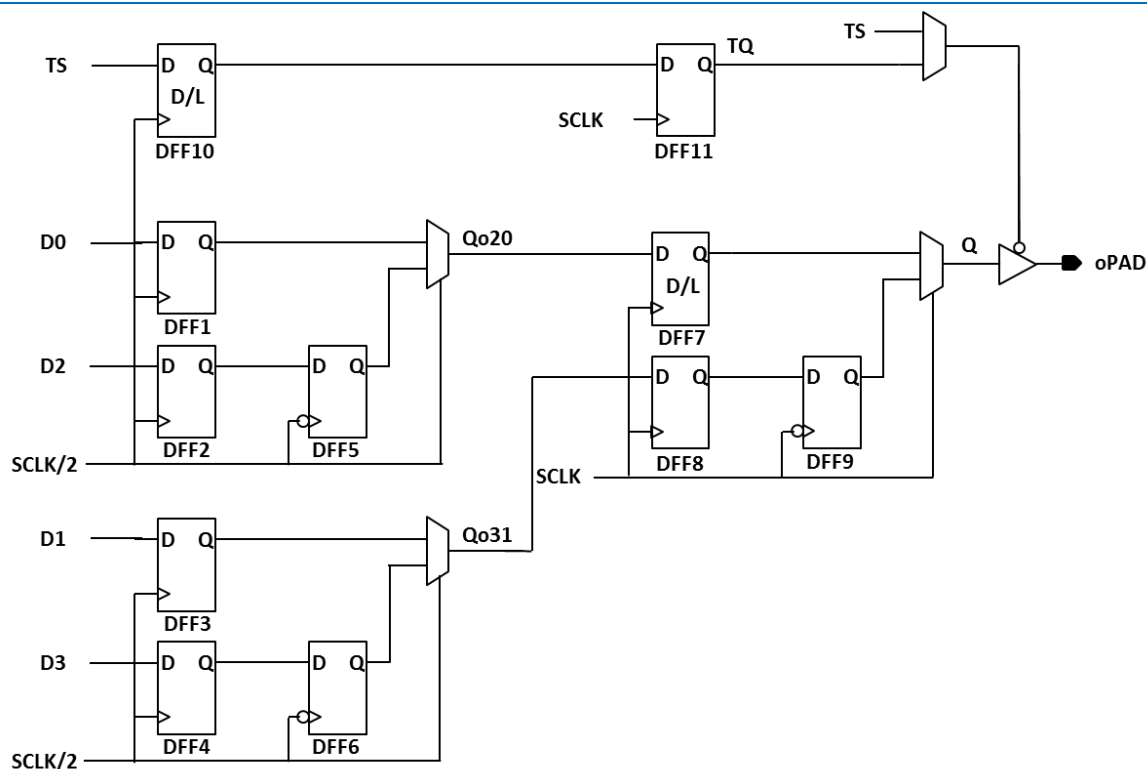 TS
TS D Q D Q TQ
D/L
SCLK
DFF10 DFF11
D0 D Q Qo20 D Q Q oPAD
D/L
DFF1 DFF7
D2 D Q D Q D Q D Q
DFF2 DFF5 DFF8 DFF9
SCLK/2 SCLK
D1 D Q Qo31
DFF3
D3 D Q D Q
DFF4 DFF6
SCLK/2